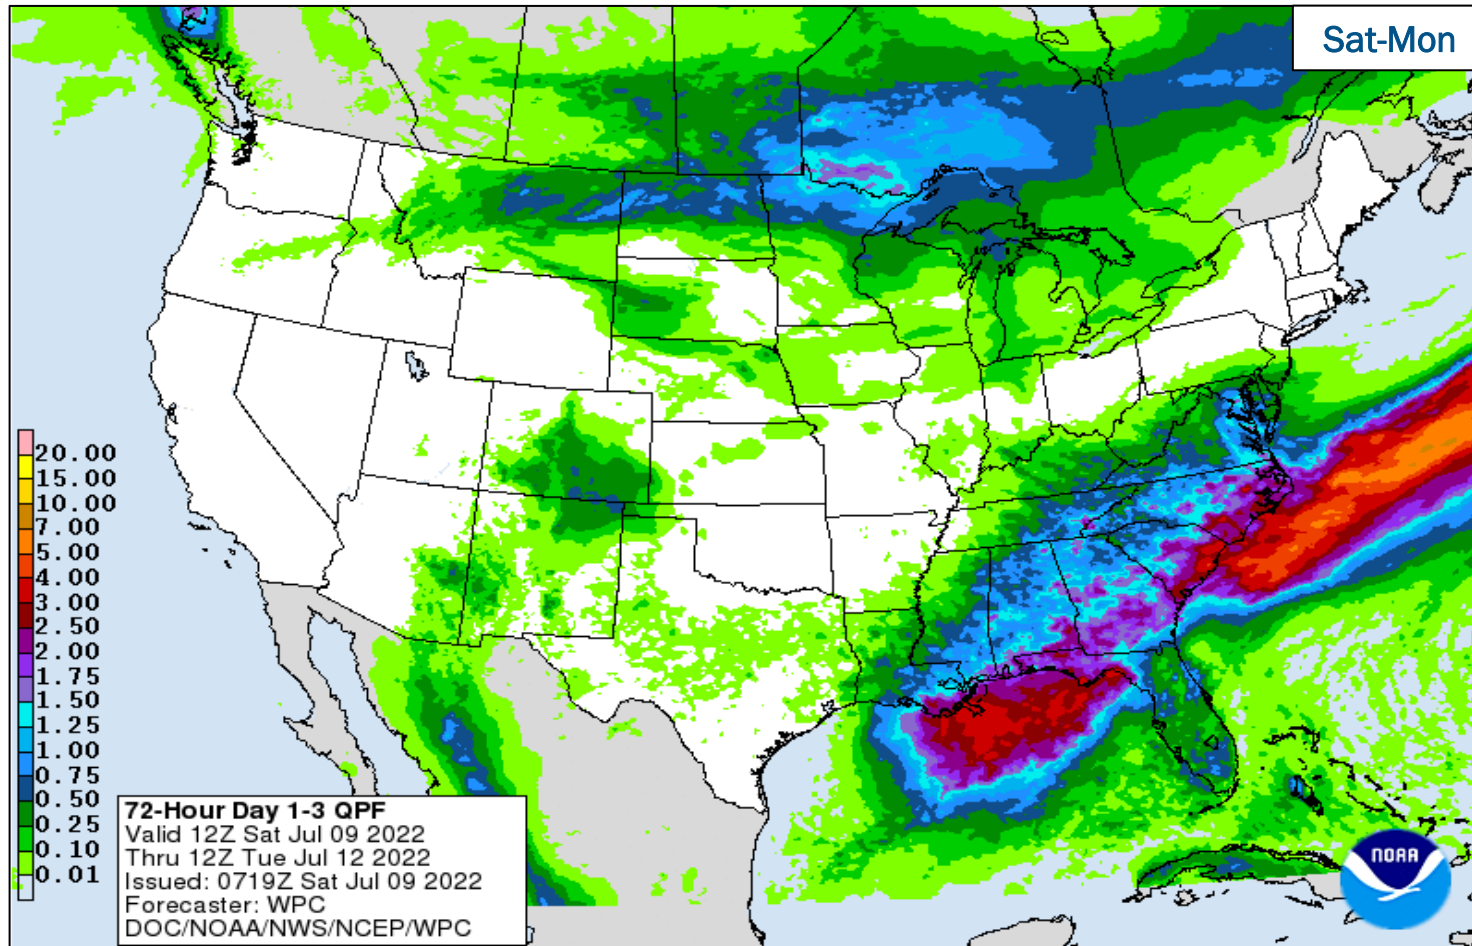 Sat-Mon
20.00
15.00
10.00
7.00
5.00
4.00
3.00
2.50
2.00
1.75
1.50
1.25
1.00
0.75
0.50
0.25
0.10
0.01
72-Hour Day 1-3 QPF
Valid 12Z Sat Jul 09 2022
Thru 12Z Tue Jul 12 2022
Issued: 0719Z Sat Jul 09 2022
Forecaster: WPC
DOC/NOAA/NWS/NCEP/WPC
NOAA